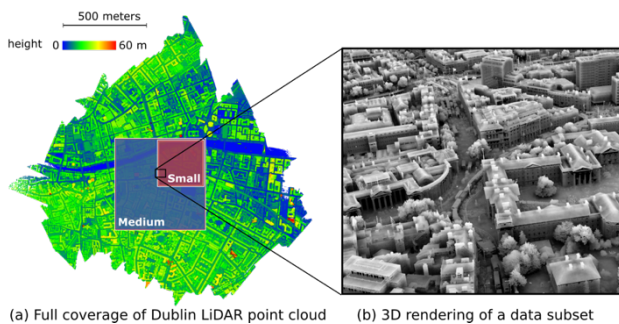 500 meters
height 0 60 m
Small
Medium
(a) Full coverage of Dublin LiDAR point cloud
(b) 3D rendering of a data subset